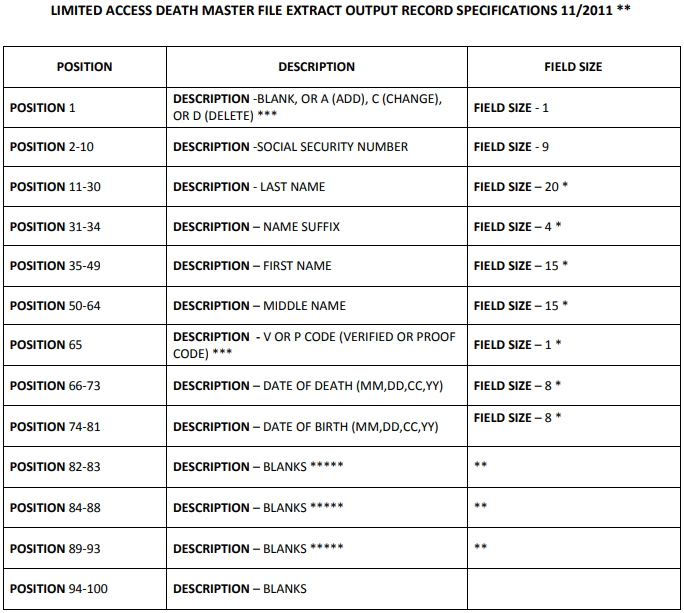 LIMITED ACCESS DEATH MASTER FILE EXTRACT OUTPUT RECORD SPECIFICATIONS 11/2011 **
POSITION DESCRIPTION FIELD SIZE
POSITION 1 DESCRIPTION -BLANK, OR A (ADD), C (CHANGE), OR D (DELETE) *** FIELD SIZE - 1
POSITION 2-10 DESCRIPTION -SOCIAL SECURITY NUMBER FIELD SIZE - 9
POSITION 11-30 DESCRIPTION - LAST NAME FIELD SIZE – 20 *
POSITION 31-34 DESCRIPTION – NAME SUFFIX FIELD SIZE – 4 *
POSITION 35-49 DESCRIPTION – FIRST NAME FIELD SIZE – 15 *
POSITION 50-64 DESCRIPTION – MIDDLE NAME FIELD SIZE – 15 *
POSITION 65 DESCRIPTION - V OR P CODE (VERIFIED OR PROOF CODE) *** FIELD SIZE – 1 *
POSITION 66-73 DESCRIPTION – DATE OF DEATH (MM,DD,CC,YY) FIELD SIZE – 8 *
POSITION 74-81 DESCRIPTION – DATE OF BIRTH (MM,DD,CC,YY) FIELD SIZE – 8 *
POSITION 82-83 DESCRIPTION – BLANKS ***** **
POSITION 84-88 DESCRIPTION – BLANKS ***** **
POSITION 89-93 DESCRIPTION – BLANKS ***** **
POSITION 94-100 DESCRIPTION – BLANKS